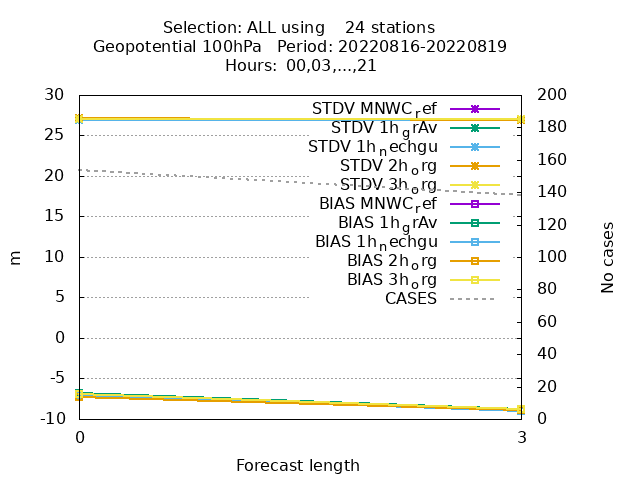 Selection: ALL using 24 stations
Geopotential 100hPa Period: 20220816-20220819
Hours: 00,03,...,21
30
25
20
15
10
5
0
-5
-10
m
200
180
160
140
120
100
80
60
40
20
0
No cases
STDV MNWC_ref
STDV 1h_grAv
STDV 1h_nechgu
STDV 2h_org
STDV 3h_org
BIAS MNWC_ref
BIAS 1h_grAv
BIAS 1h_nechgu
BIAS 2h_org
BIAS 3h_org
CASES
0 3
Forecast length